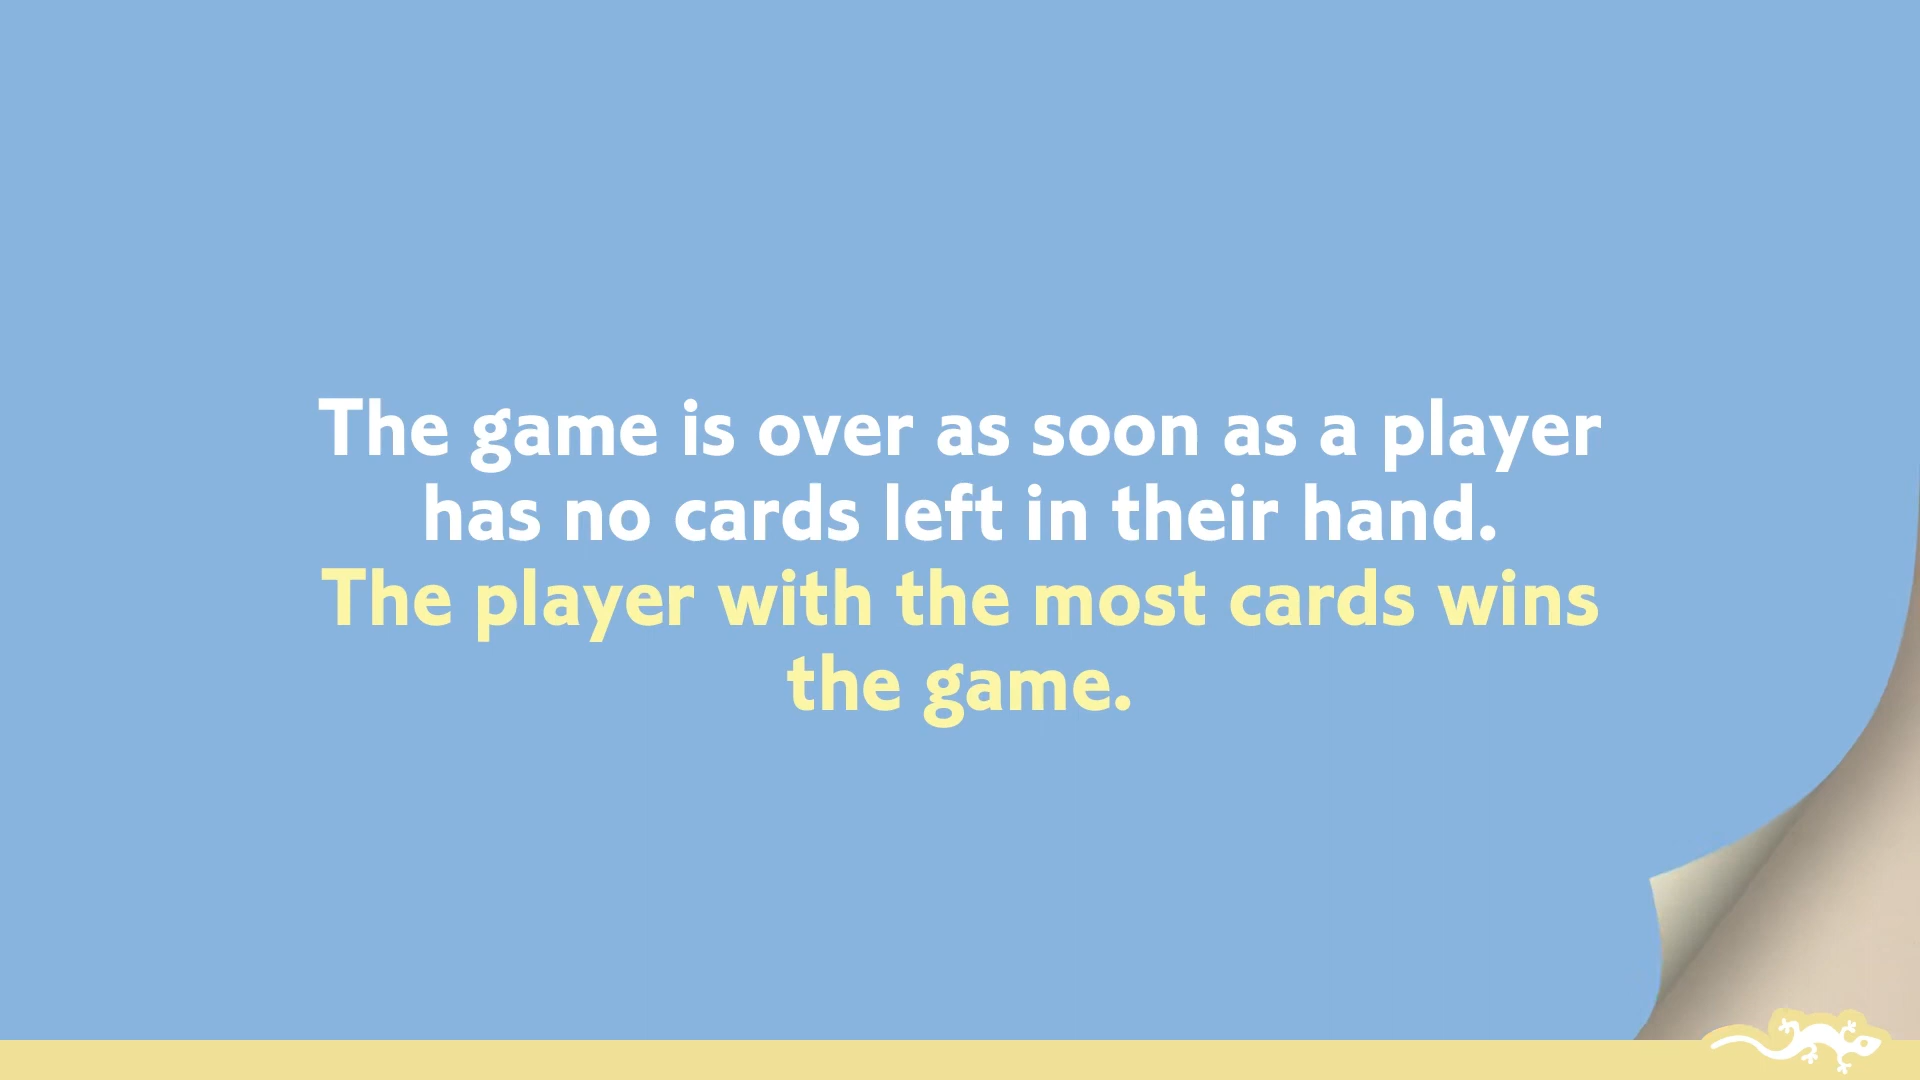 The game is over as soon as a player
has no cards left in their hand.
The player with the most cards wins
the game.